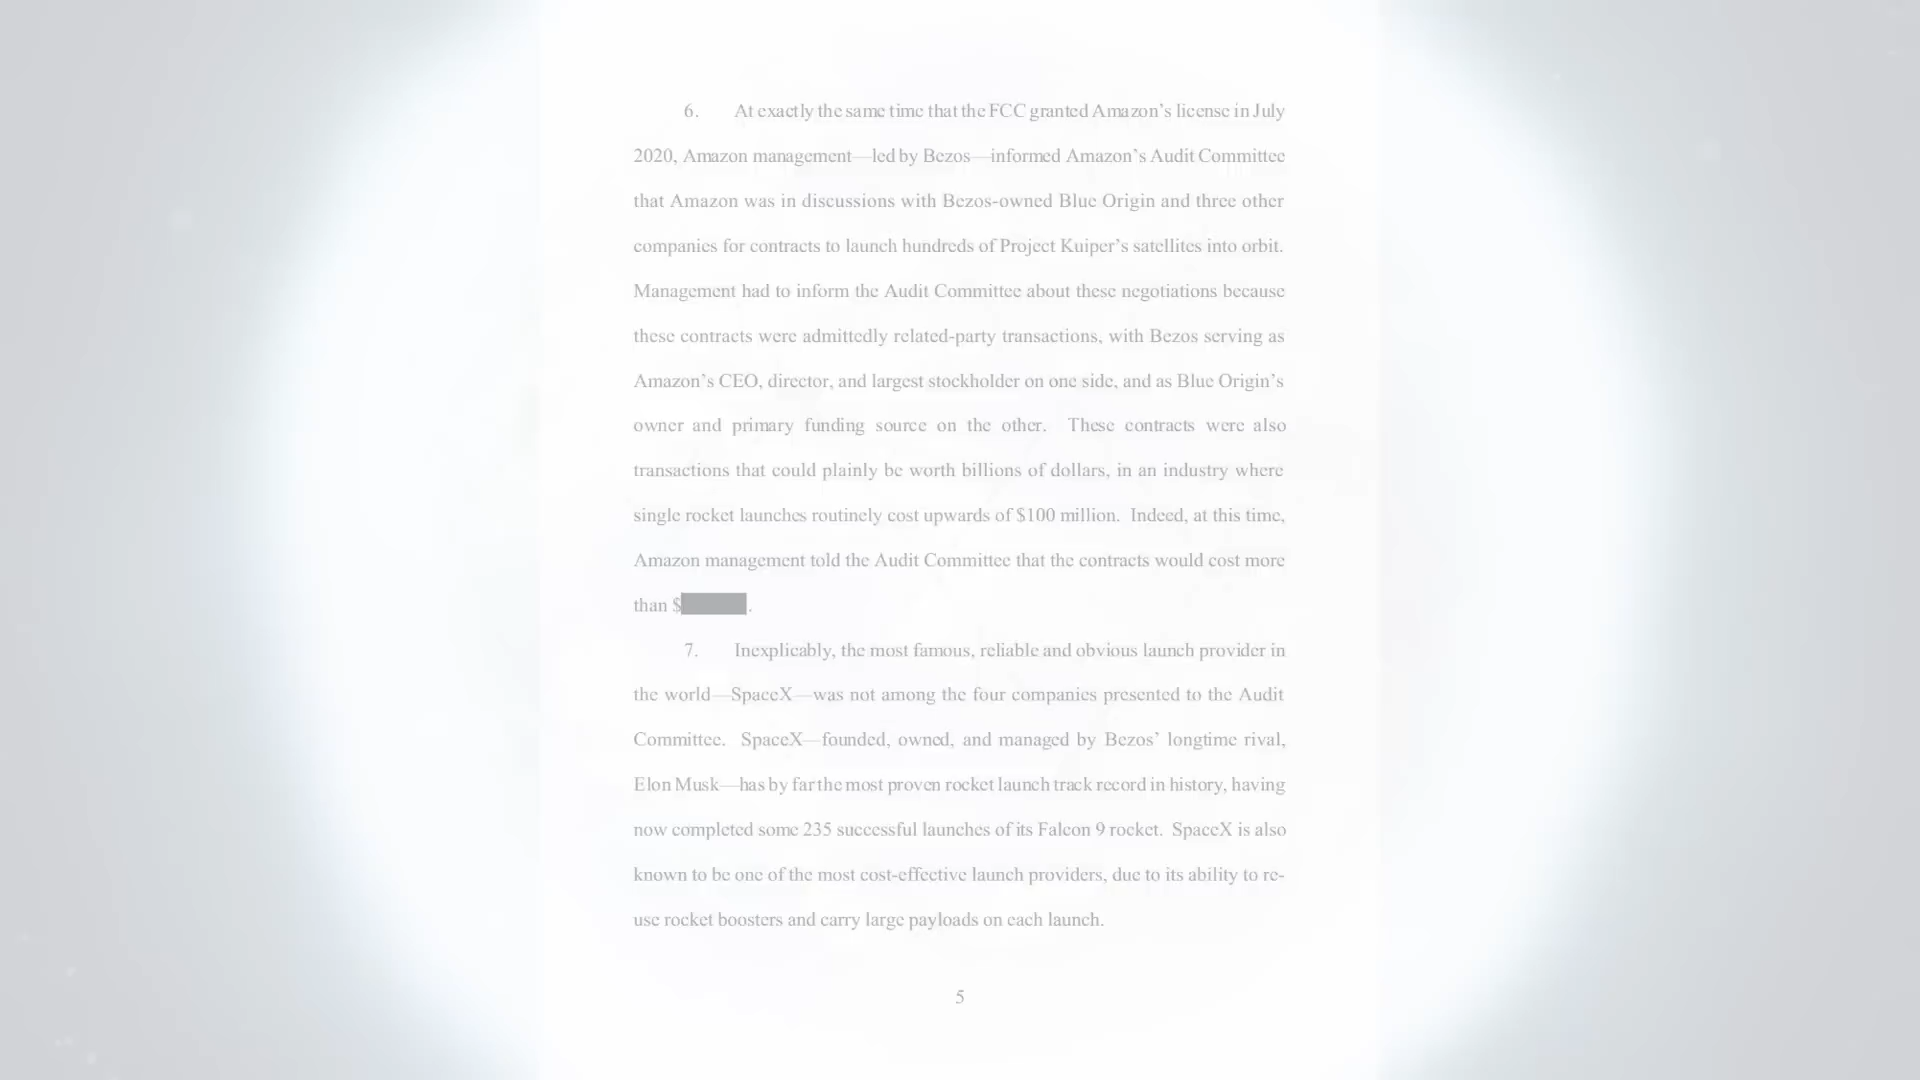 6. At exactly the same time that the FCC granted Amazon’s license in July
2020, Amazon management—led by Bezos—informed Amazon’s Audit Committee
that Amazon was in discussions with Bezos-owned Blue Origin and three other
companies for contracts to launch hundreds of Project Kuiper’s satellites into orbit.
Management had to inform the Audit Committee about these negotiations because
these contracts were admittedly related-party transactions, with Bezos serving as
Amazon’s CEO, director, and largest stockholder on one side, and as Blue Origin’s
owner and primary funding source on the other. These contracts were also
transactions that could plainly be worth billions of dollars, in an industry where
single rocket launches routinely cost upwards of $100 million. Indeed, at this time,
Amazon management told the Audit Committee that the contracts would cost more
than $ .
7. Inexplicably, the most famous, reliable and obvious launch provider in
the world—SpaceX—was not among the four companies presented to the Audit
Committee. SpaceX—founded, owned, and managed by Bezos’ longtime rival,
Elon Musk—has by far the most proven rocket launch track record in history, having
now completed some 235 successful launches of its Falcon 9 rocket. SpaceX is also
known to be one of the most cost-effective launch providers, due to its ability to re-
use rocket boosters and carry large payloads on each launch.
5